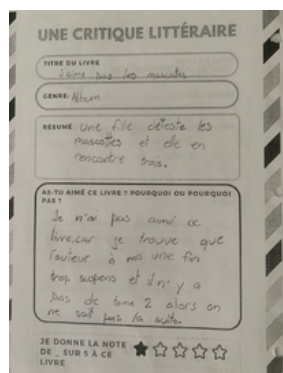 UNE CRITIQUE LITTÉRAIRE
TITRE DU LIVRE
J'aime pas les mascottes
GENRE: Album
RÉSUMÉ une fille déteste les
mascottes et elle en
rencontre trois.
AS-TU AIMÉ CE LIVRE ? POURQUOI OU POURQUOI
PAS ?
Je n'ai pas aimé ce
livre,car je trouve que
l'auteur à mis une fin
trop suspens et il n'y a
pas de tome 2 alors on
ne sait pas la suite.
JE DONNE LA NOTE
DE _ SUR 5 À CE
LIVRE